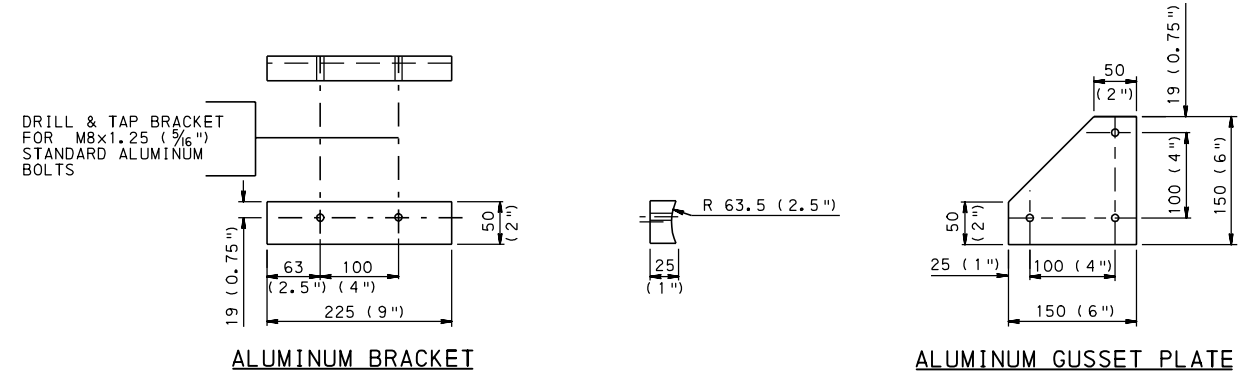 DRILL & TAP BRACKET
FOR M8x1.25 (5/16")
STANDARD ALUMINUM
BOLTS
19 (0.75")
63
(2.5")
100
(4")
225 (9")
50
(2")
ALUMINUM BRACKET
R 63.5 (2.5")
25
(1")
50
(2")
19 (0.75")
100 (4")
150 (6")
50
(2")
25 (1")
100 (4")
150 (6")
ALUMINUM GUSSET PLATE